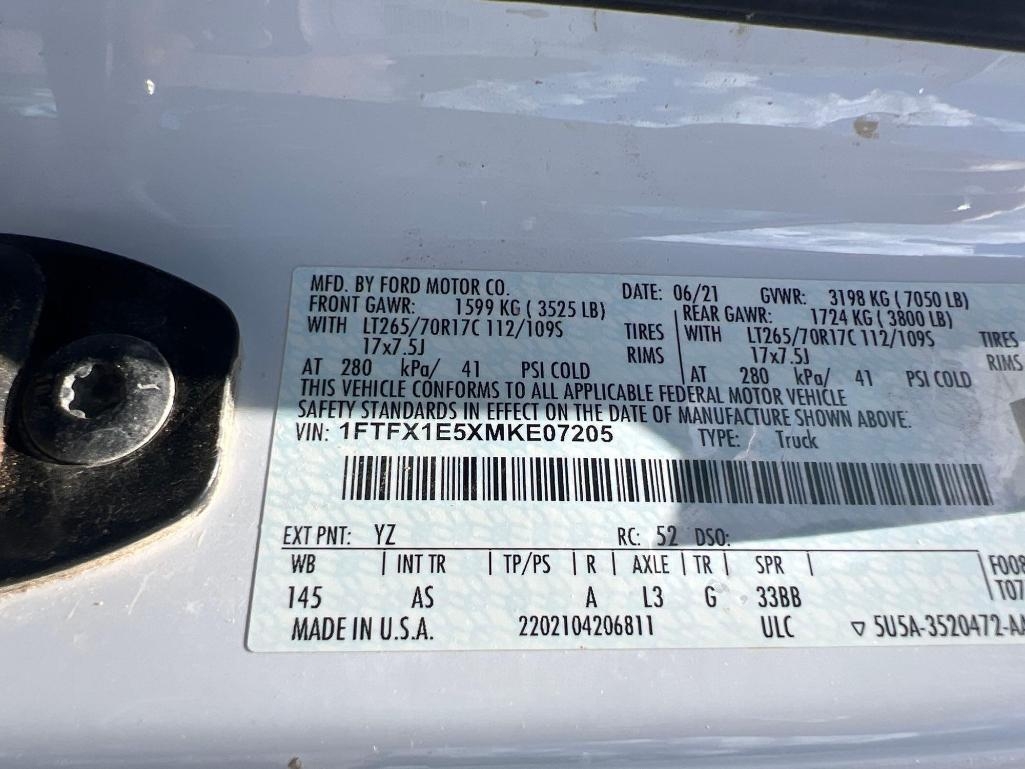 MFD. BY FORD MOTOR CO. DATE: 06/21 GVWR: 3198 KG ( 7050 LB)
FRONT GAWR: 1599 KG ( 3525 LB) REAR GAWR: 1724 KG ( 3800 LB)
WITH LT265/70R17C 112/109S TIRES WITH LT265/70R17C 112/109S TIRES
17x7.5J RIMS 17x7.5J RIMS
AT 280 kPa/ 41 PSI COLD AT 280 kPa/ 41 PSI COLD
THIS VEHICLE CONFORMS TO ALL APPLICABLE FEDERAL MOTOR VEHICLE
SAFETY STANDARDS IN EFFECT ON THE DATE OF MANUFACTURE SHOWN ABOVE.
VIN: 1FTFX1E5XMKE07205 TYPE: Truck
EXT PNT: YZ RC: 52 DSO:
WB | INT TR | TP/PS | R | AXLE | TR | SPR | F008
145 AS A L3 G 33BB T07
MADE IN U.S.A. 2202104206811 ULC ▽ 5U5A-3520472-AA